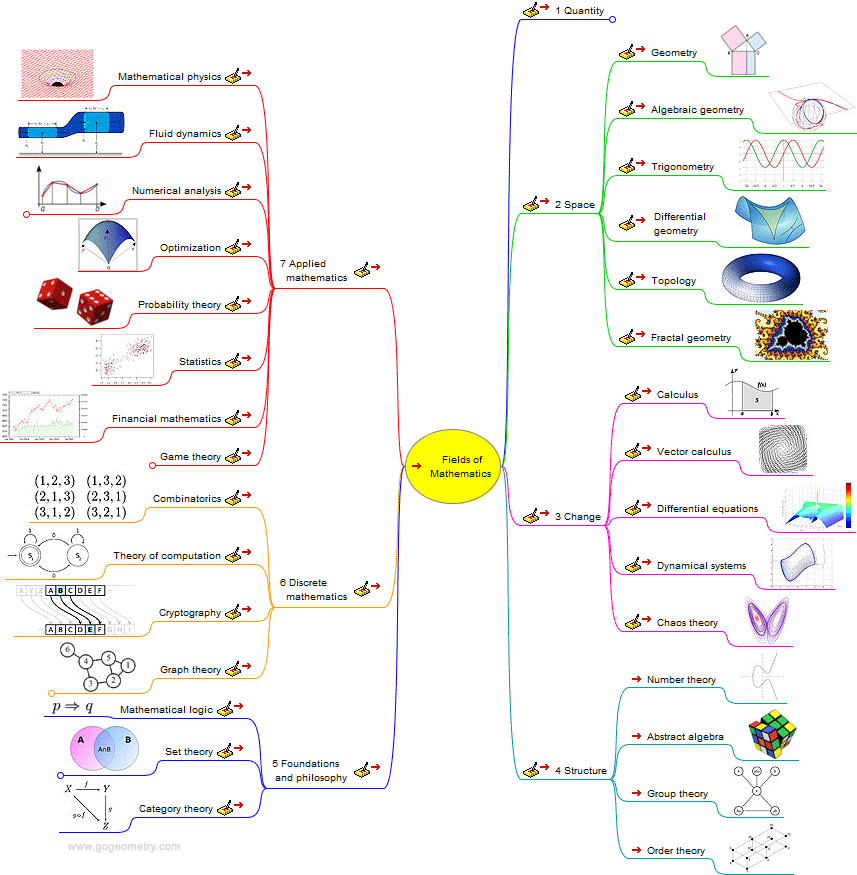 Fields of
Mathematics
1 Quantity
2 Space
Geometry
A
B
C
Algebraic geometry
Trigonometry
Differential
geometry
Topology
Fractal geometry
3 Change
Calculus
y
f(x)
S
a
b
x
Vector calculus
Differential equations
Dynamical systems
Chaos theory
4 Structure
Number theory
Abstract algebra
Group theory
Order theory
5 Foundations
and philosophy
Mathematical logic
p ⇒ q
Set theory
A
B
A∩B
Category theory
X
f
Y
g∘f
g
Z
6 Discrete
mathematics
Combinatorics
(1, 2, 3) (1, 3, 2)
(2, 1, 3) (2, 3, 1)
(3, 1, 2) (3, 2, 1)
Theory of computation
1
0
1
S₁
S₂
0
Cryptography
X Y Z A B C D E F
A B C D E F G H I
Graph theory
6
4
5
1
3
2
7 Applied
mathematics
Mathematical physics
Fluid dynamics
Numerical analysis
a
b
Optimization
Probability theory
Statistics
Financial mathematics
Game theory
www.gogeometry.com